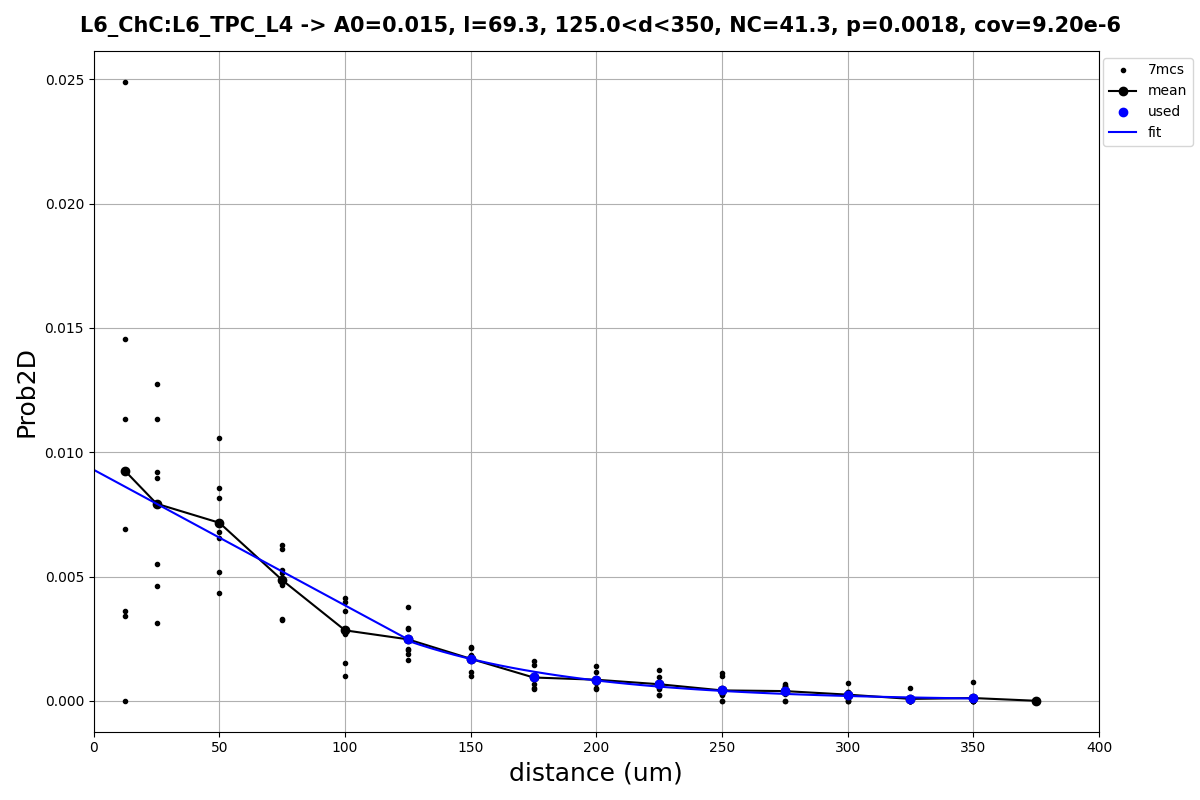 L6_ChC:L6_TPC_L4 -> A0=0.015, l=69.3, 125.0<d<350, NC=41.3, p=0.0018, cov=9.20e-6
7mcs
mean
used
fit
0.025
0.020
0.015
0.010
0.005
0.000
Prob2D
0 50 100 150 200 250 300 350 400
distance (um)